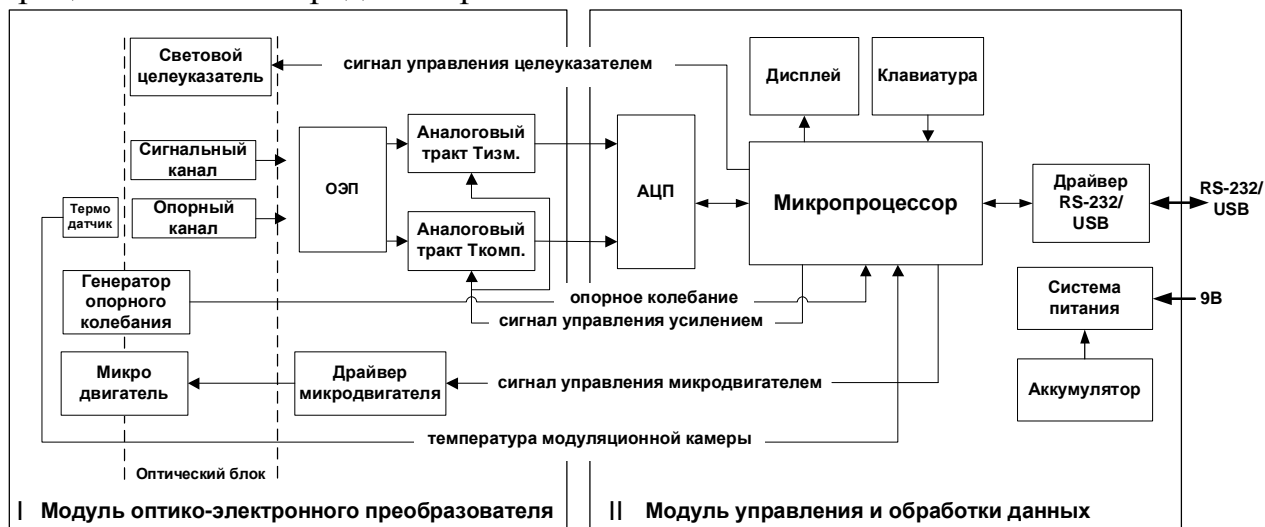 Световой
целеуказатель
сигнал управления целеуказателем
Дисплей
Клавиатура
Сигнальный
канал
ОЭП
Аналоговый
тракт Тизм.
АЦП
Микропроцессор
Драйвер
RS-232/
USB
RS-232/
USB
Термо
датчик
Опорный
канал
Аналоговый
тракт Ткомп.
Генератор
опорного
колебания
опорное колебание
сигнал управления усилением
Система
питания
9В
Микро
двигатель
Драйвер
микродвигателя
сигнал управления микродвигателем
Аккумулятор
температура модуляционной камеры
Оптический блок
I Модуль оптико-электронного преобразователя
II Модуль управления и обработки данных